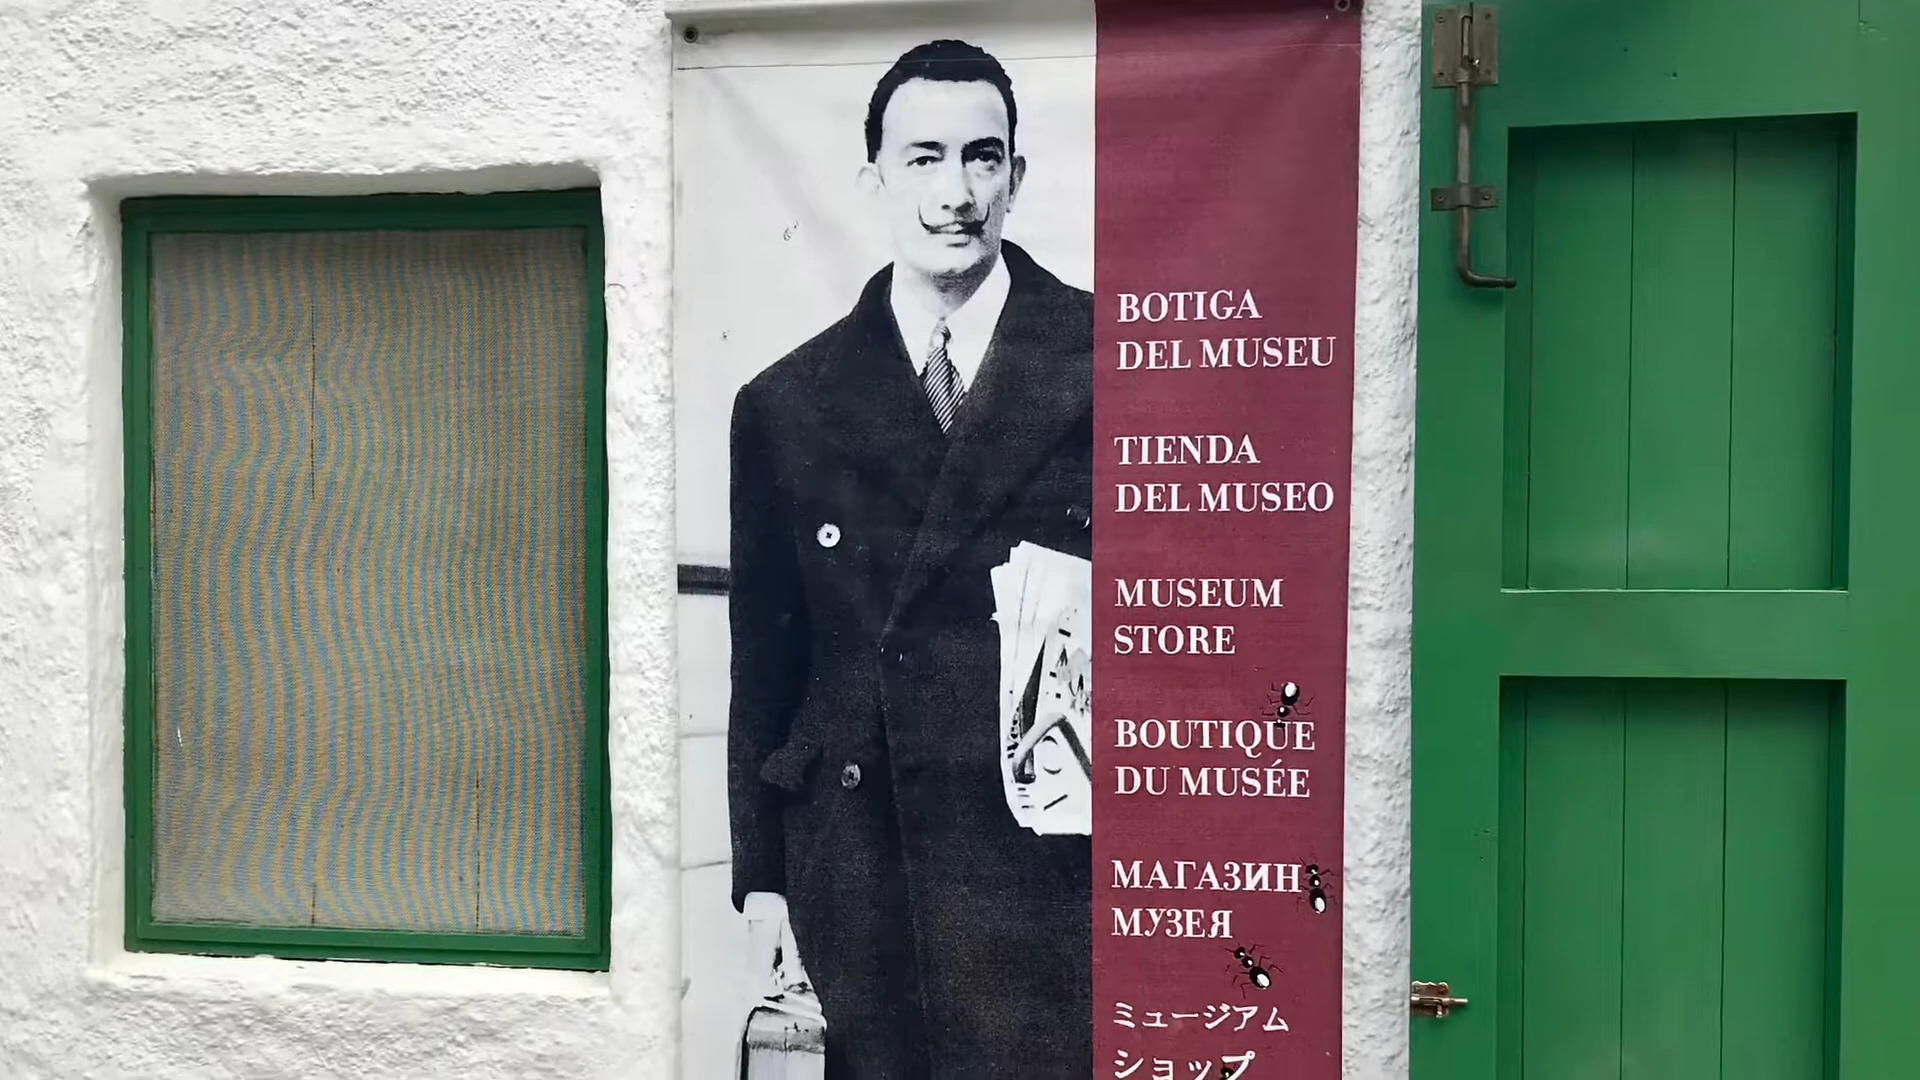 BOTIGA
DEL MUSEU
TIENDA
DEL MUSEO
MUSEUM
STORE
BOUTIQUE
DU MUSÉE
МАГАЗИН
МУЗЕЯ
ミュージアム
ショップ